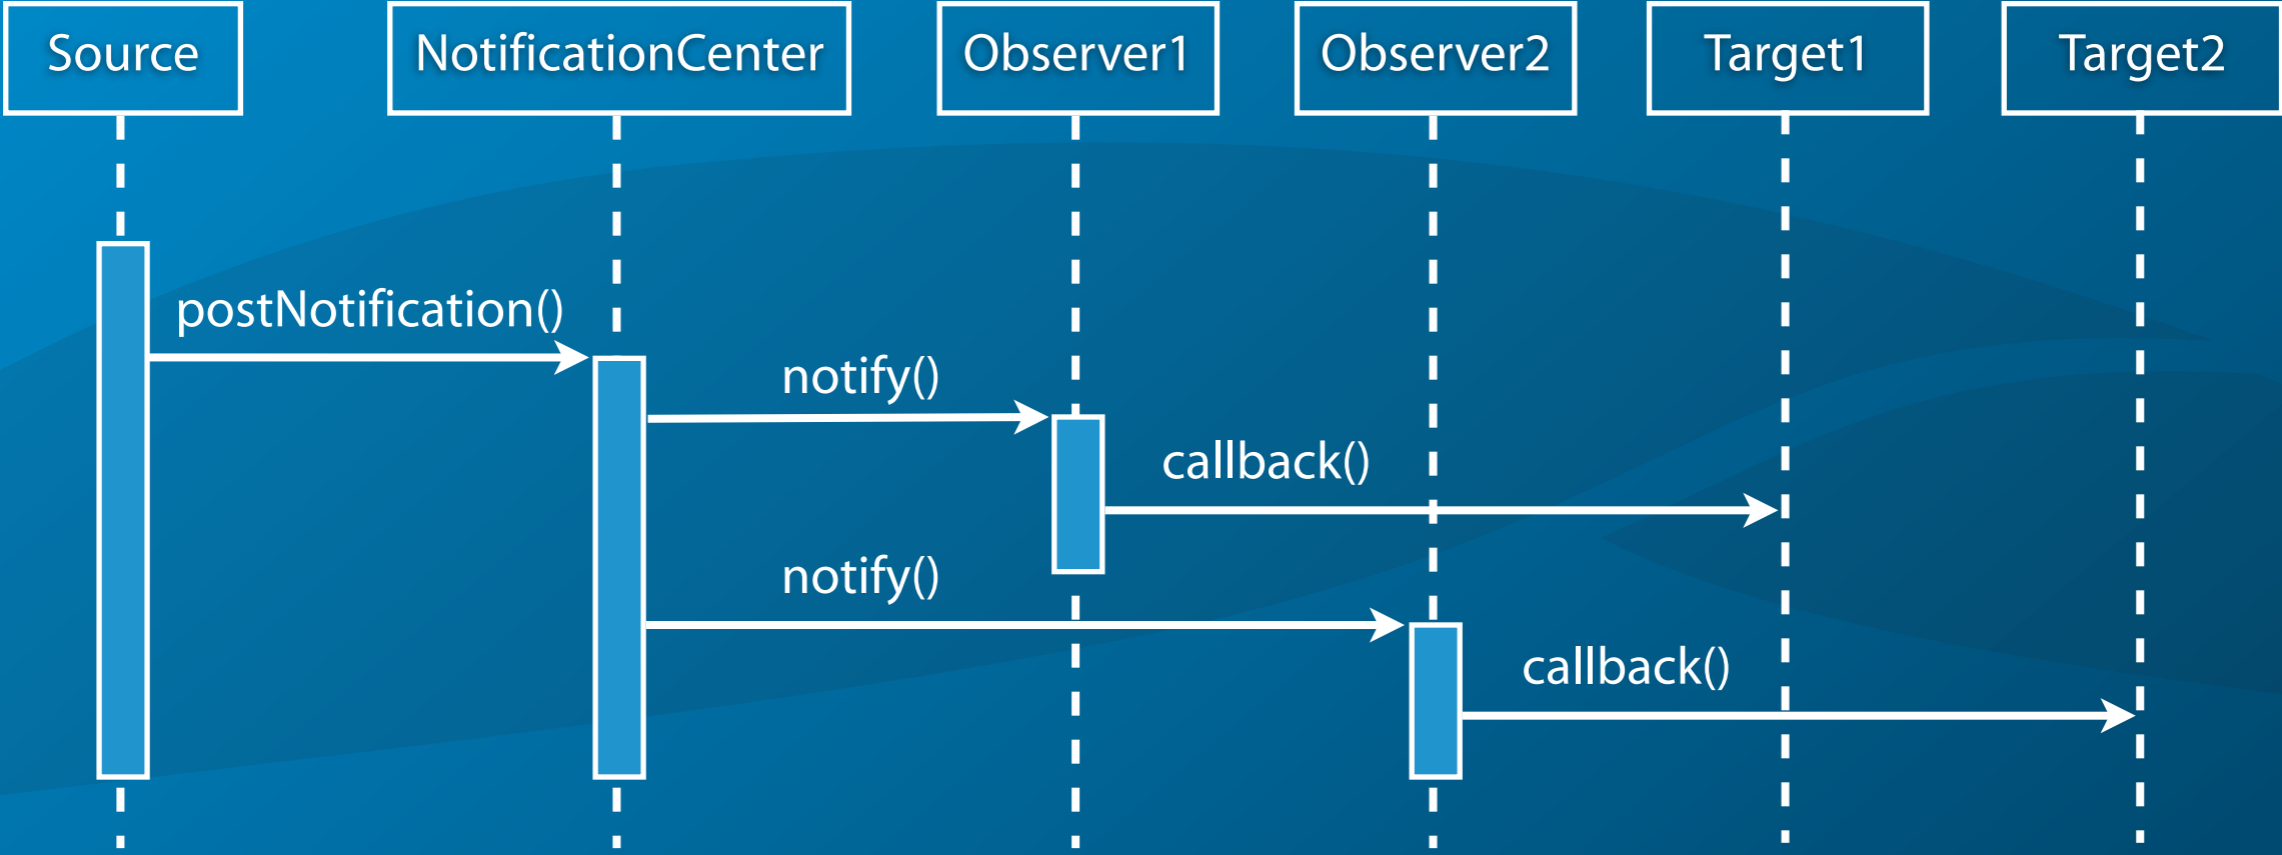 Source
NotificationCenter
Observer1
Observer2
Target1
Target2
postNotification()
notify()
callback()
notify()
callback()